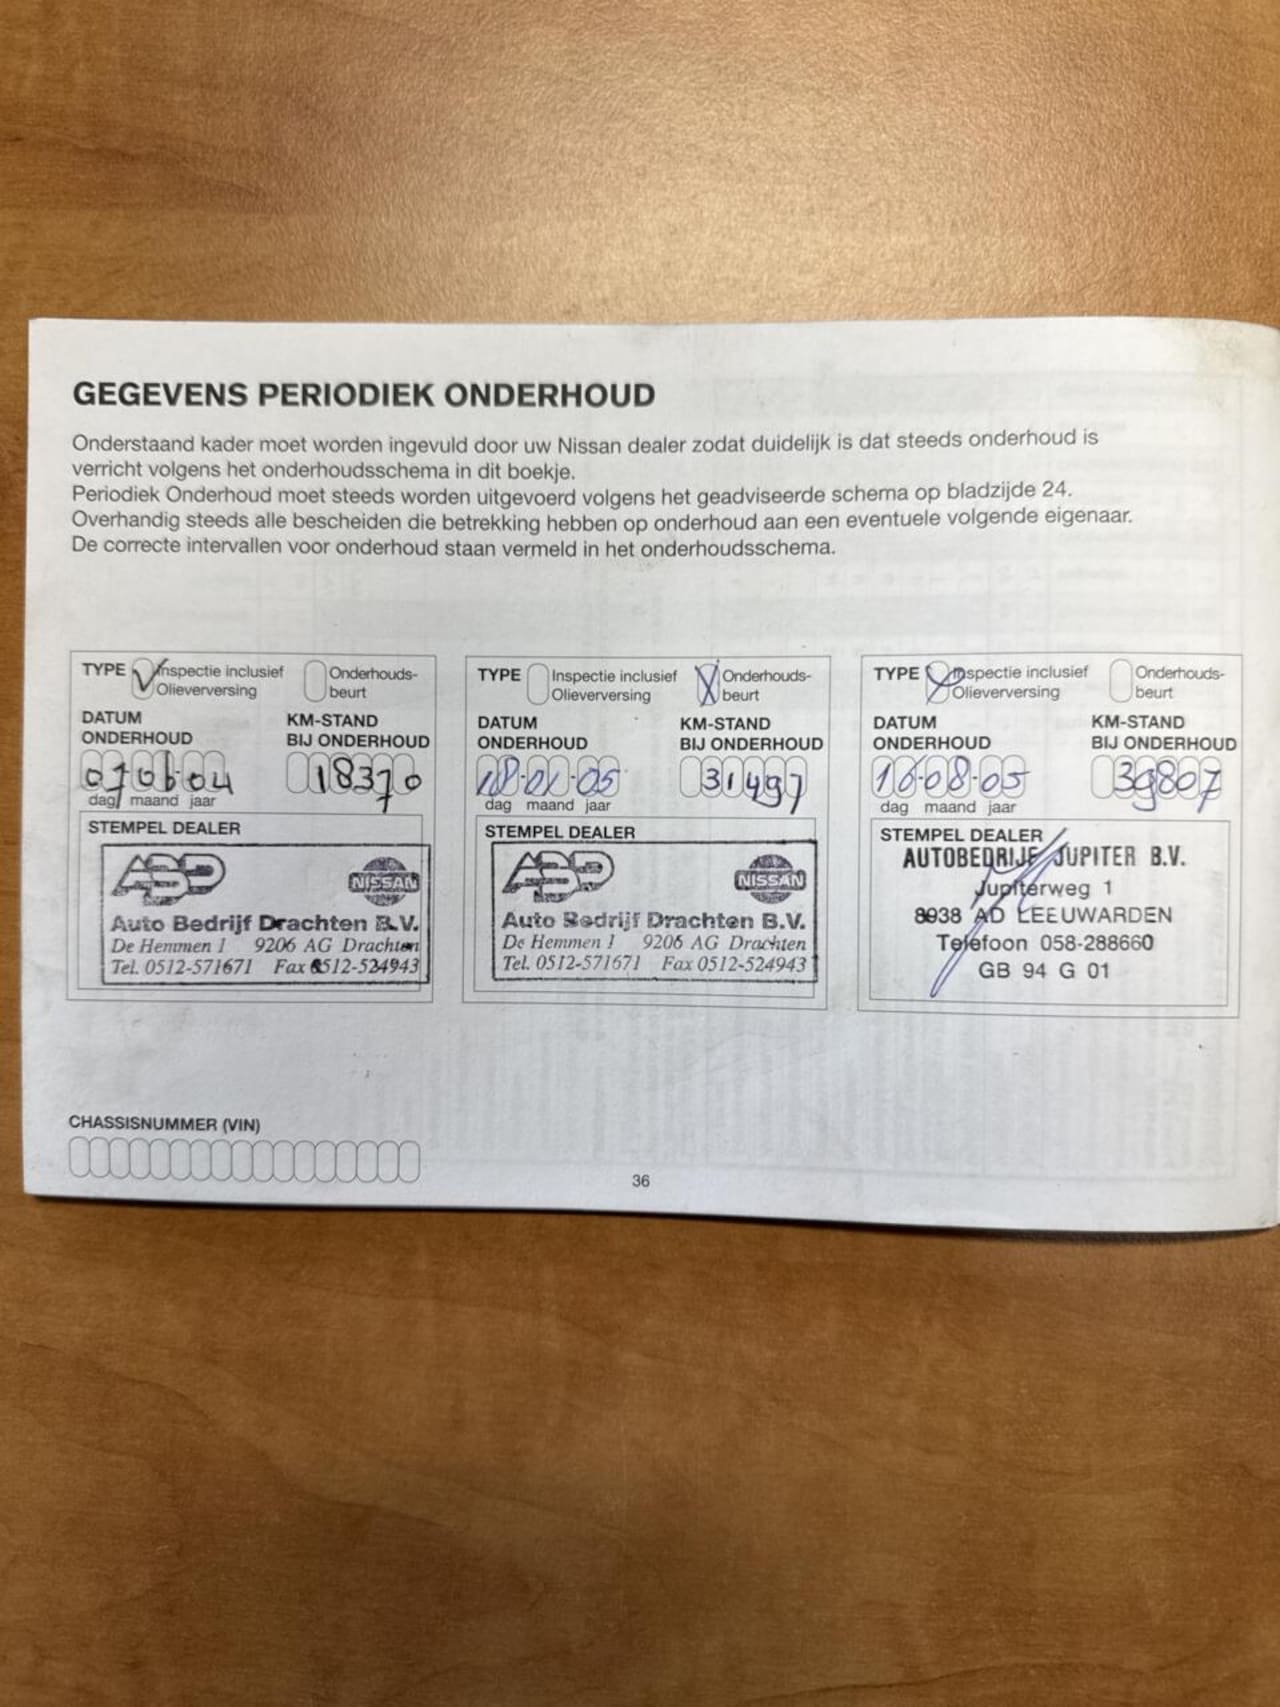 GEGEVENS PERIODIEK ONDERHOUD
Onderstaand kader moet worden ingevuld door uw Nissan dealer zodat duidelijk is dat steeds onderhoud is
verricht volgens het onderhoudsschema in dit boekje.
Periodiek Onderhoud moet steeds worden uitgevoerd volgens het geadviseerde schema op bladzijde 24.
Overhandig steeds alle bescheiden die betrekking hebben op onderhoud aan een eventuele volgende eigenaar.
De correcte intervallen voor onderhoud staan vermeld in het onderhoudsschema.
TYPE Inspectie inclusief Onderhouds-
Olieverversing beurt
DATUM KM-STAND
ONDERHOUD BIJ ONDERHOUD
07 06-04 18370
dag maand jaar
STEMPEL DEALER
ABD NISSAN
Auto Bedrijf Drachten B.V.
De Hemmen 1 9206 AG Drachten
Tel. 0512-571671 Fax 0512-524943
TYPE Inspectie inclusief Onderhouds-
Olieverversing beurt
DATUM KM-STAND
ONDERHOUD BIJ ONDERHOUD
18-01-05 31497
dag maand jaar
STEMPEL DEALER
ABD NISSAN
Auto Bedrijf Drachten B.V.
De Hemmen 1 9206 AG Drachten
Tel. 0512-571671 Fax 0512-524943
TYPE Inspectie inclusief Onderhouds-
Olieverversing beurt
DATUM KM-STAND
ONDERHOUD BIJ ONDERHOUD
16-08-05 39807
dag maand jaar
STEMPEL DEALER
AUTOBEDRIJF JUPITER B.V.
Jupiterweg 1
8938 AD LEEUWARDEN
Telefoon 058-288660
GB 94 G 01
CHASSISNUMMER (VIN)
36